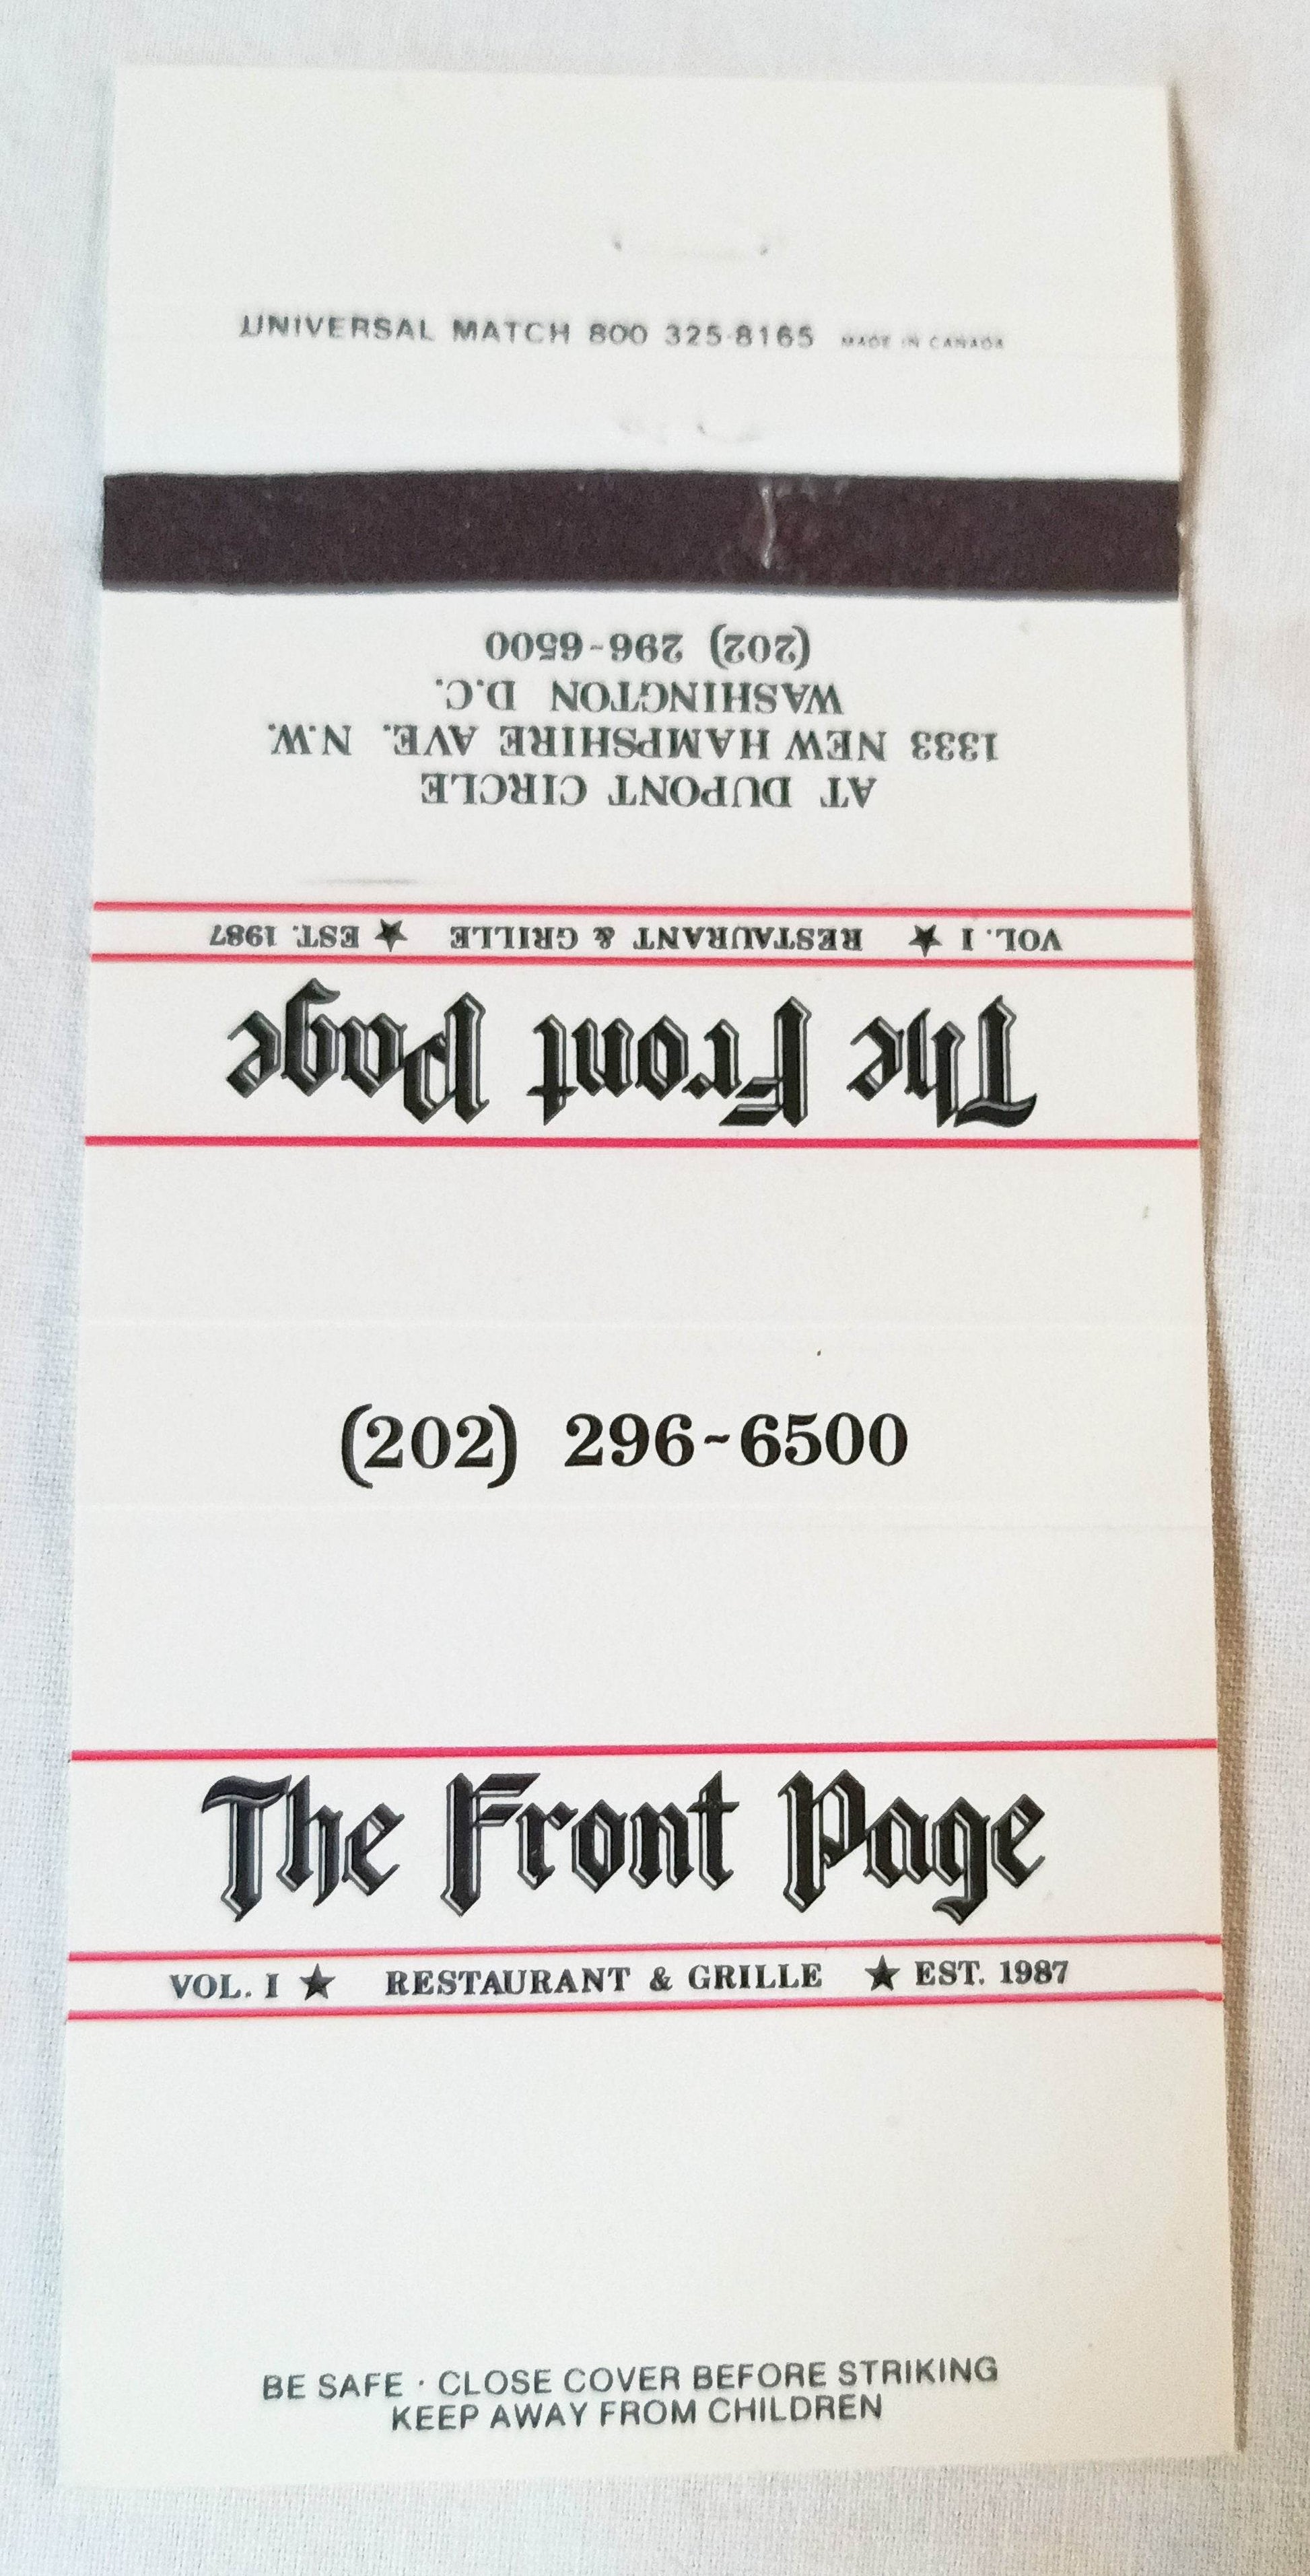 UNIVERSAL MATCH 800 325-8165 MADE IN CANADA
The Front Page
VOL. I ★ RESTAURANT & GRILLE ★ EST. 1987
AT DUPONT CIRCLE
1333 NEW HAMPSHIRE AVE. N.W.
WASHINGTON D.C.
(202) 296-6500
(202) 296-6500
The Front Page
VOL. I ★ RESTAURANT & GRILLE ★ EST. 1987
BE SAFE · CLOSE COVER BEFORE STRIKING
KEEP AWAY FROM CHILDREN